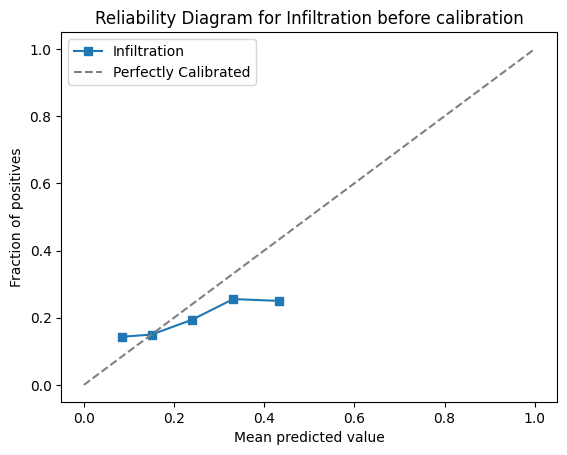 Reliability Diagram for Infiltration before calibration
Infiltration
Perfectly Calibrated
1.0
0.8
0.6
0.4
0.2
0.0
Fraction of positives
0.0 0.2 0.4 0.6 0.8 1.0
Mean predicted value